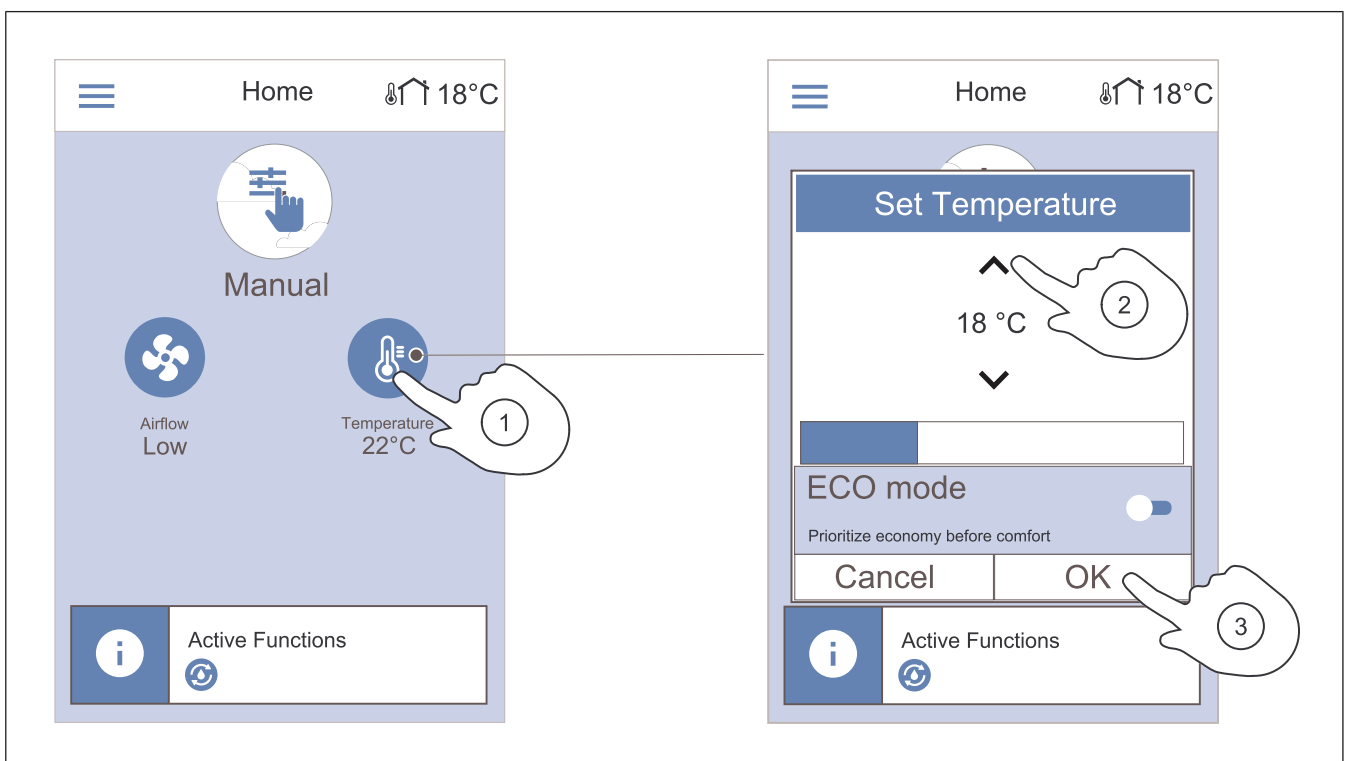 Home
18°C
Manual
Airflow
Low
Temperature
22°C
1
i
Active Functions
Home
18°C
Set Temperature
18 °C
2
ECO mode
Prioritize economy before comfort
Cancel
OK
3
i
Active Functions